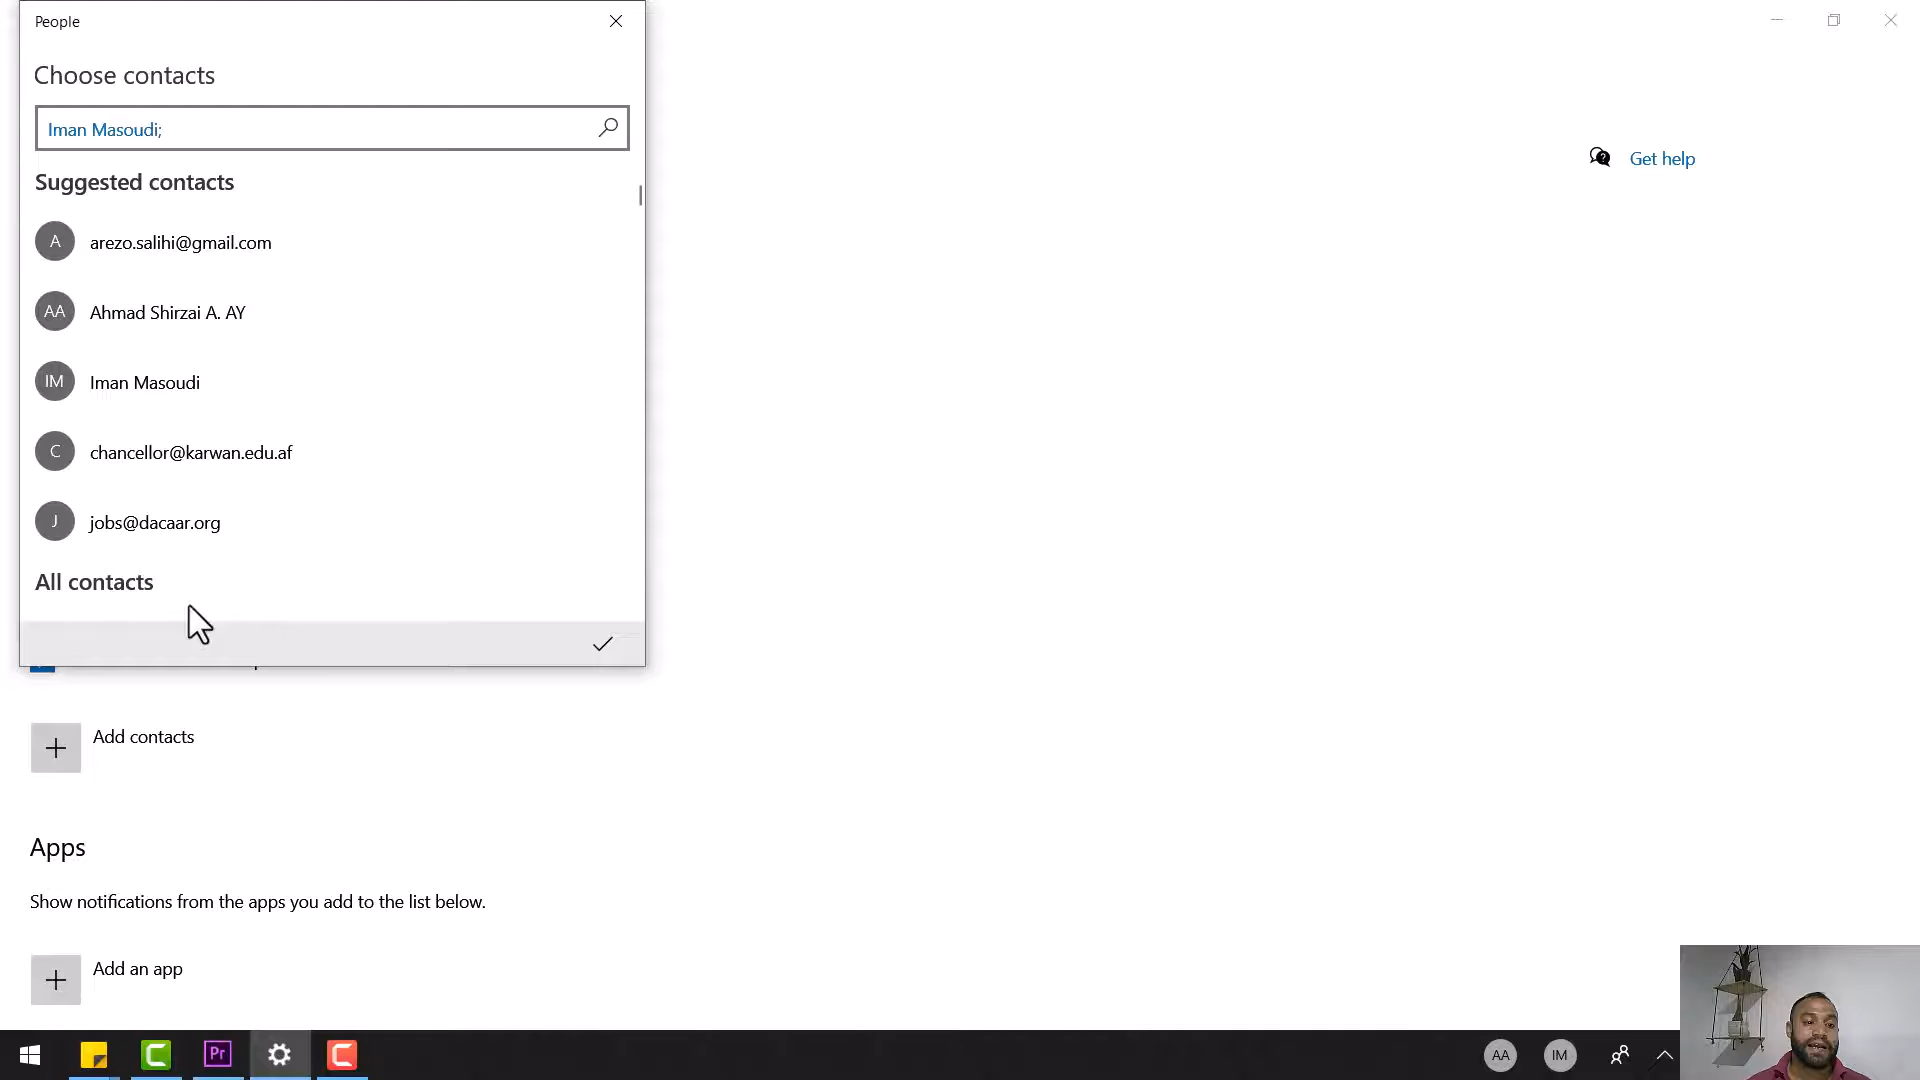 People
Choose contacts
Iman Masoudi;
Get help
Suggested contacts
A
arezo.salihi@gmail.com
AA
Ahmad Shirzai A. AY
IM
Iman Masoudi
C
chancellor@karwan.edu.af
J
jobs@dacaar.org
All contacts
Add contacts
Apps
Show notifications from the apps you add to the list below.
Add an app
Pr
AA
IM